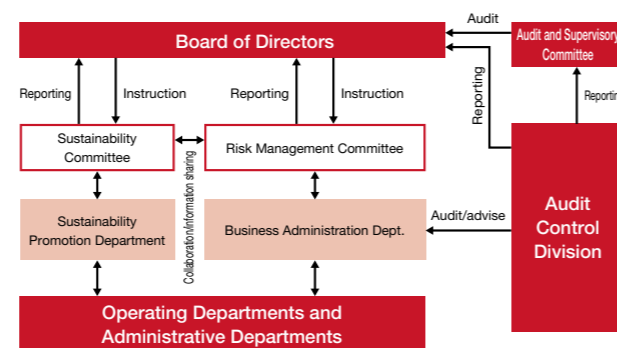 Audit
Board of Directors
Audit and Supervisory
Committee
Reporting
Instruction
Reporting
Instruction
Reporting
Sustainability
Committee
Risk Management Committee
Collaboration/Information sharing
Sustainability
Promotion Department
Business Administration Dept.
Audit/advise
Audit
Control
Division
Operating Departments and
Administrative Departments